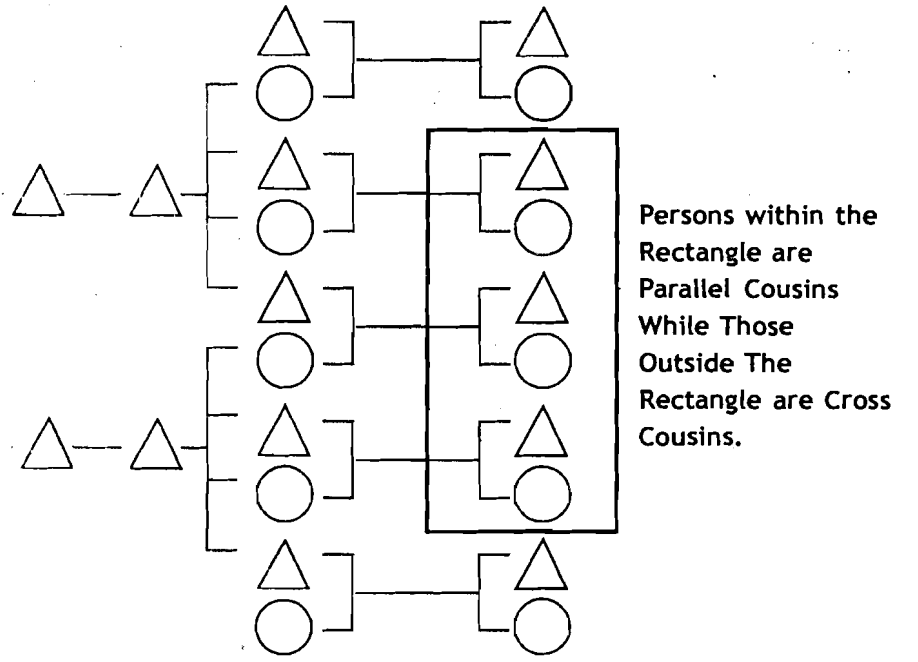 Persons within the
Rectangle are
Parallel Cousins
While Those
Outside The
Rectangle are Cross
Cousins.